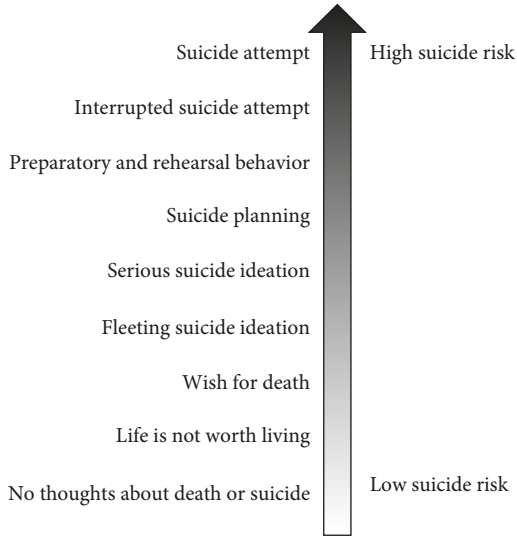 Suicide attempt
High suicide risk
Interrupted suicide attempt
Preparatory and rehearsal behavior
Suicide planning
Serious suicide ideation
Fleeting suicide ideation
Wish for death
Life is not worth living
No thoughts about death or suicide
Low suicide risk